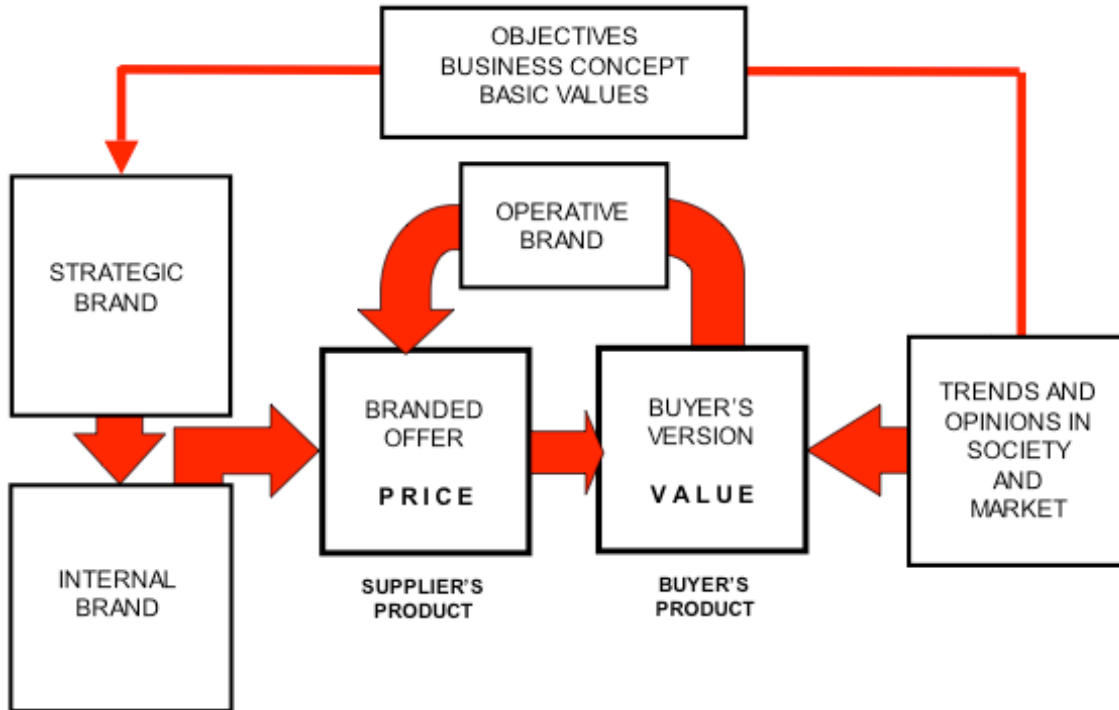 OBJECTIVES
BUSINESS CONCEPT
BASIC VALUES
OPERATIVE
BRAND
STRATEGIC
BRAND
BRANDED
OFFER
PRICE
BUYER'S
VERSION
VALUE
TRENDS AND
OPINIONS IN
SOCIETY
AND
MARKET
INTERNAL
BRAND
SUPPLIER'S
PRODUCT
BUYER'S
PRODUCT